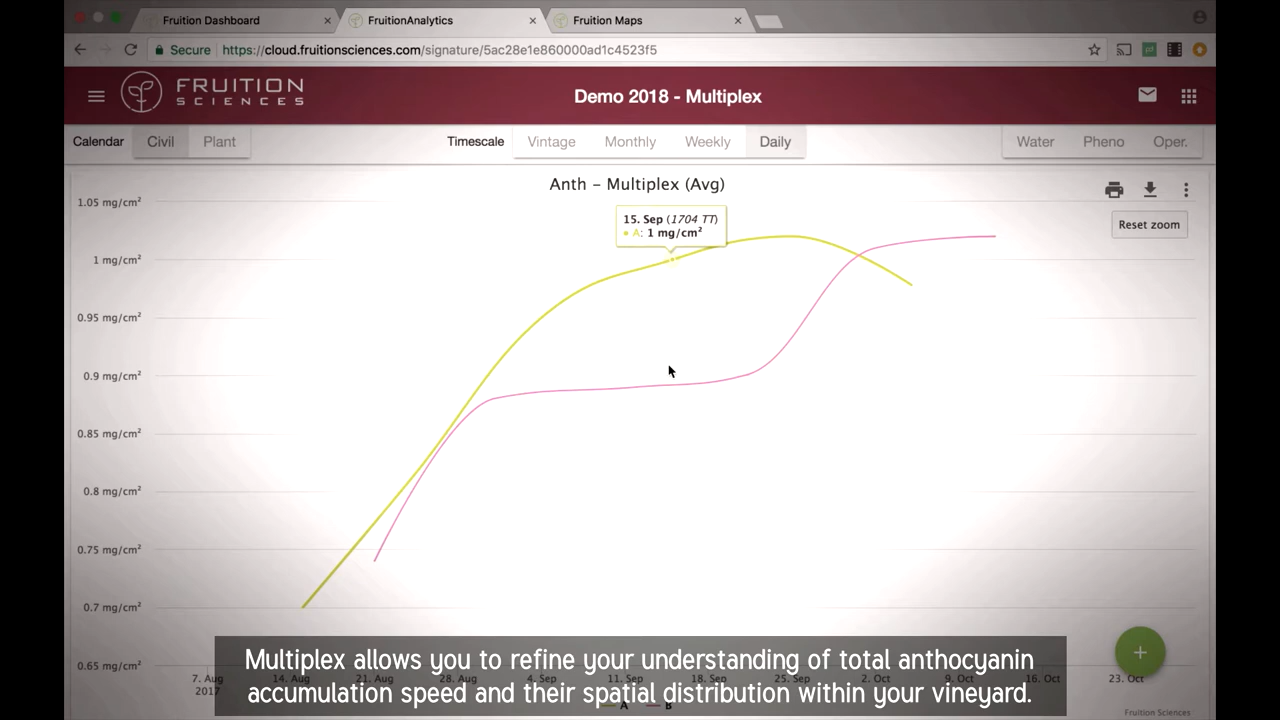 Fruition Dashboard
FruitionAnalytics
Fruition Maps
Secure https://cloud.fruitionsciences.com/signature/5ac28e1e860000ad1c4523f5
FRUITION
SCIENCES
Demo 2018 - Multiplex
Calendar Civil Plant Timescale Vintage Monthly Weekly Daily Water Pheno Oper.
Anth – Multiplex (Avg)
Reset zoom
15. Sep (1704 TT)
A: 1 mg/cm²
1.05 mg/cm²
1 mg/cm²
0.95 mg/cm²
0.9 mg/cm²
0.85 mg/cm²
0.8 mg/cm²
0.75 mg/cm²
0.7 mg/cm²
0.65 mg/cm²
7. Aug 14. Aug 21. Aug 28. Aug 4. Sep 11. Sep 18. Sep 25. Sep 2. Oct 9. Oct 16. Oct 23. Oct
2017
Multiplex allows you to refine your understanding of total anthocyanin
accumulation speed and their spatial distribution within your vineyard.
A B
Fruition Sciences